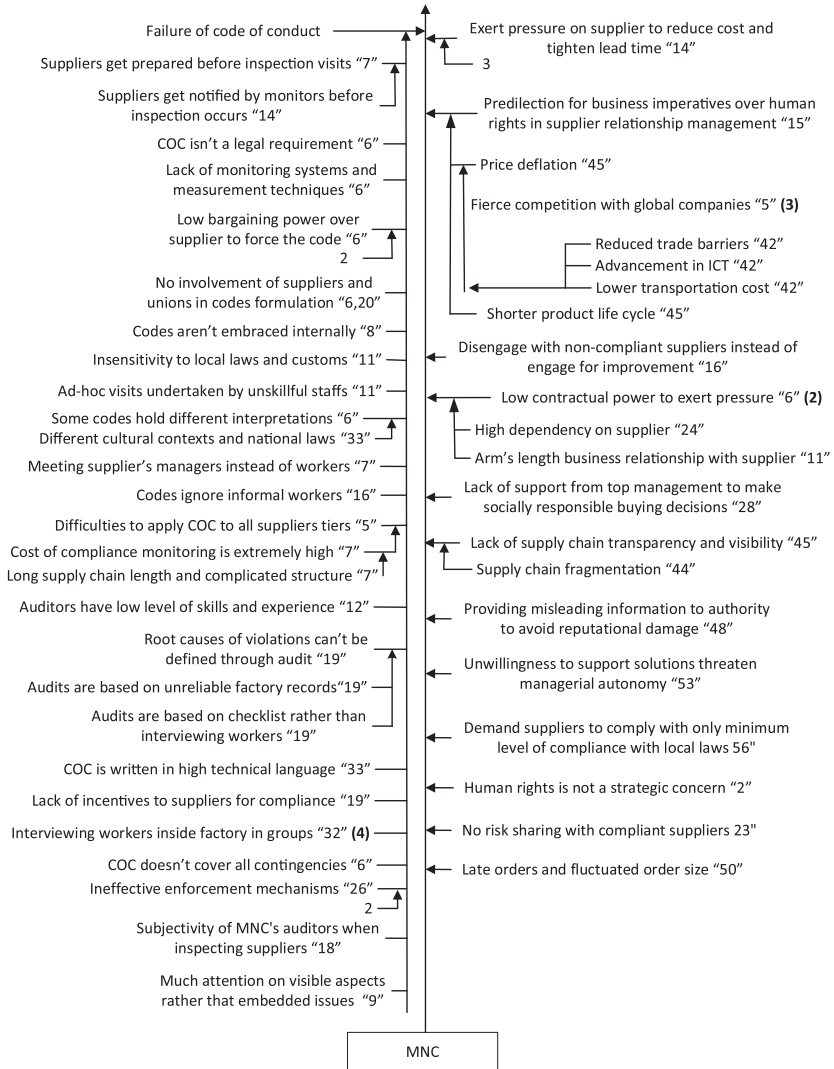 Failure of code of conduct
Suppliers get prepared before inspection visits “7”
Suppliers get notified by monitors before
inspection occurs “14”
COC isn’t a legal requirement “6”
Lack of monitoring systems and
measurement techniques “6”
Low bargaining power over
supplier to force the code “6”
2
No involvement of suppliers and
unions in codes formulation “6,20”
Codes aren’t embraced internally “8”
Insensitivity to local laws and customs “11”
Ad-hoc visits undertaken by unskillful staffs “11”
Some codes hold different interpretations “6”
Different cultural contexts and national laws “33”
Meeting supplier’s managers instead of workers “7”
Codes ignore informal workers “16”
Difficulties to apply COC to all suppliers tiers “5”
Cost of compliance monitoring is extremely high “7”
Long supply chain length and complicated structure “7”
Auditors have low level of skills and experience “12”
Root causes of violations can’t be
defined through audit “19”
Audits are based on unreliable factory records“19”
Audits are based on checklist rather than
interviewing workers “19”
COC is written in high technical language “33”
Lack of incentives to suppliers for compliance “19”
Interviewing workers inside factory in groups “32” (4)
COC doesn’t cover all contingencies “6”
Ineffective enforcement mechanisms “26”
2
Subjectivity of MNC's auditors when
inspecting suppliers “18”
Much attention on visible aspects
rather that embedded issues “9”
Exert pressure on supplier to reduce cost and
tighten lead time “14”
3
Predilection for business imperatives over human
rights in supplier relationship management “15”
Price deflation “45”
Fierce competition with global companies “5” (3)
Reduced trade barriers “42”
Advancement in ICT “42”
Lower transportation cost “42”
Shorter product life cycle “45”
Disengage with non-compliant suppliers instead of
engage for improvement “16”
Low contractual power to exert pressure “6” (2)
High dependency on supplier “24”
Arm’s length business relationship with supplier “11”
Lack of support from top management to make
socially responsible buying decisions “28”
Lack of supply chain transparency and visibility “45”
Supply chain fragmentation “44”
Providing misleading information to authority
to avoid reputational damage “48”
Unwillingness to support solutions threaten
managerial autonomy “53”
Demand suppliers to comply with only minimum
level of compliance with local laws 56"
Human rights is not a strategic concern “2”
No risk sharing with compliant suppliers 23"
Late orders and fluctuated order size “50”
MNC